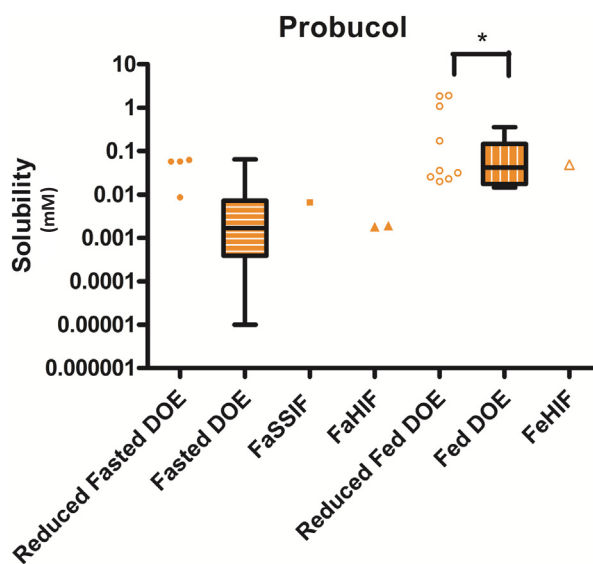 Probucol
*
10
1
0.1
0.01
0.001
0.0001
0.00001
0.000001
Solubility
(mM)
Reduced Fasted DOE
Fasted DOE
FaSSIF
FaHIF
Reduced Fed DOE
Fed DOE
FeHIF